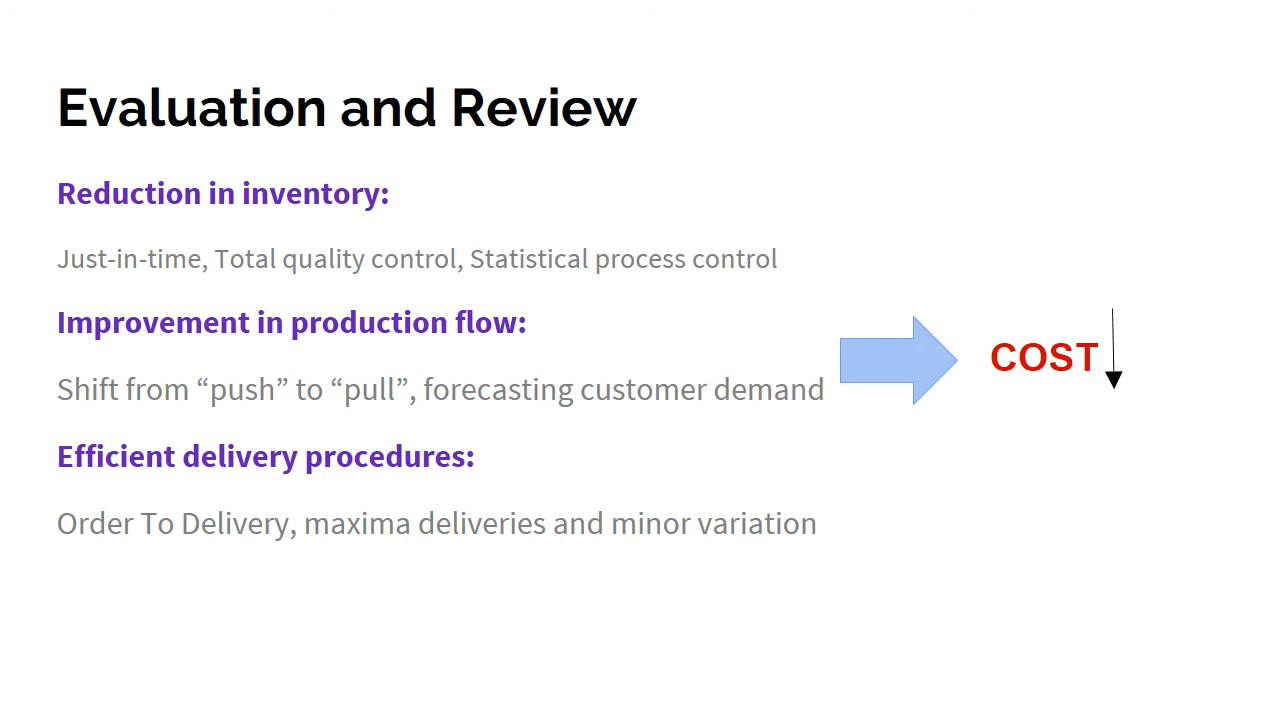 Evaluation and Review
Reduction in inventory:
Just-in-time, Total quality control, Statistical process control
Improvement in production flow:
Shift from “push” to “pull”, forecasting customer demand
COST
Efficient delivery procedures:
Order To Delivery, maxima deliveries and minor variation